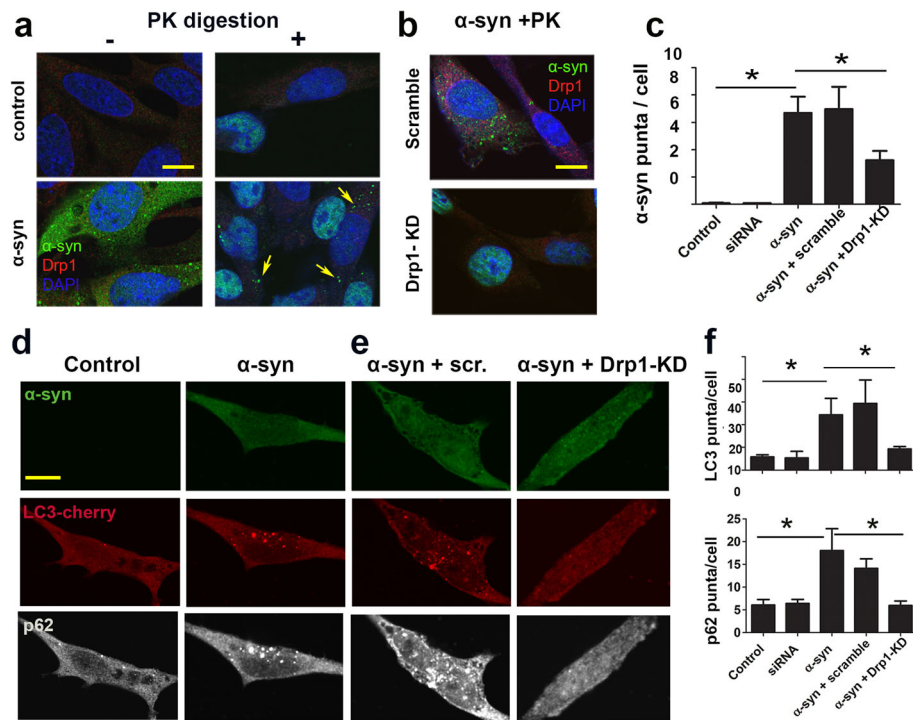 a
PK digestion
- +
control
α-syn
α-syn
Drp1
DAPI
b
α-syn +PK
Scramble
α-syn
Drp1
DAPI
Drp1- KD
c
α-syn punta / cell
10
8
6
4
2
0
*
*
Control
siRNA
α-syn
α-syn + scramble
α-syn +Drp1-KD
d
Control α-syn
e
α-syn + scr. α-syn + Drp1-KD
α-syn
LC3-cherry
p62
f
LC3 punta/cell
50
40
30
20
10
0
*
*
p62 punta/cell
25
20
15
10
5
0
*
*
Control
siRNA
α-syn
α-syn + scramble
α-syn + Drp1-KD